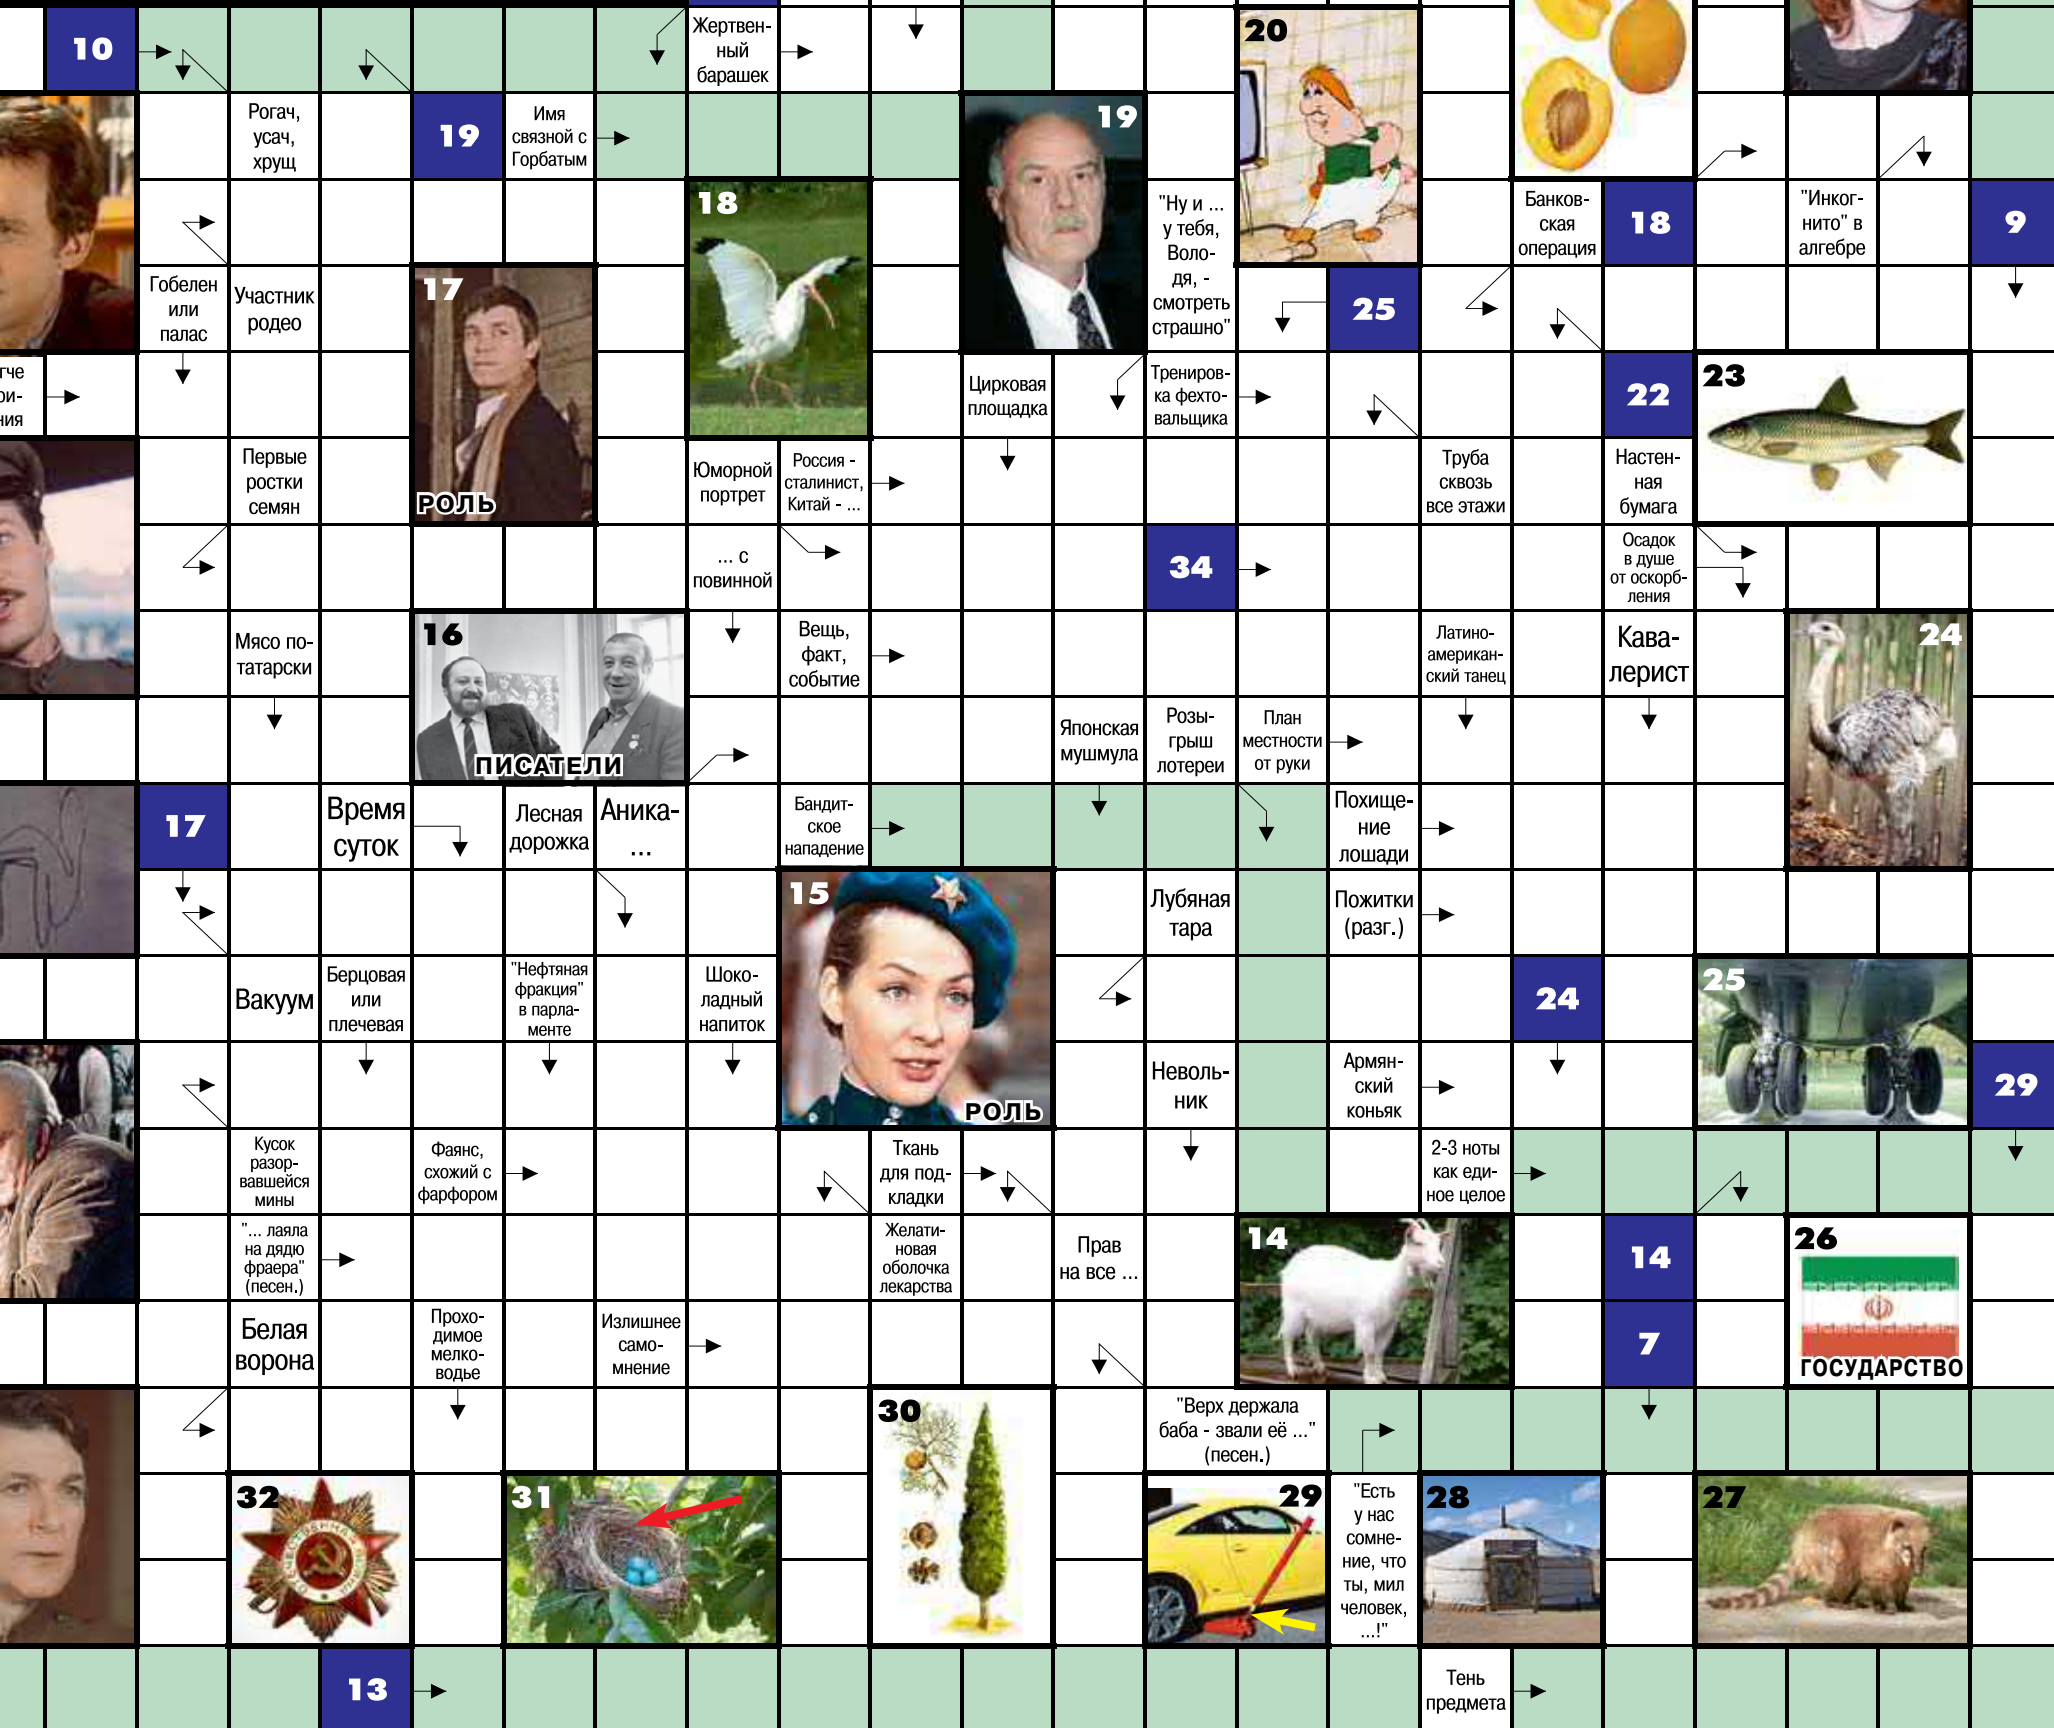 10
Жертвен-
ный
барашек
20
Рогач,
усач,
хрущ
19
Имя
связной с
Горбатым
19
18
"Ну и ...
у тебя,
Воло-
дя, -
смотреть
страшно"
Банков-
ская
операция
18
"Инког-
нито" в
алгебре
9
Гобелен
или
палас
Участник
родео
17
РОЛЬ
25
Цирковая
площадка
Трениров-
ка фехто-
вальщика
22
23
Первые
ростки
семян
Юморной
портрет
Россия -
сталинист,
Китай - ...
Труба
сквозь
все этажи
Настен-
ная
бумага
... с
повинной
34
Осадок
в душе
от оскорб-
ления
Мясо по-
татарски
16
ПИСАТЕЛИ
Вещь,
факт,
событие
Латино-
американ-
ский танец
Кава-
лерист
24
Японская
мушмула
Розы-
грыш
лотереи
План
местности
от руки
17
Время
суток
Лесная
дорожка
Аника-
...
Бандит-
ское
нападение
Похище-
ние
лошади
15
РОЛЬ
Лубяная
тара
Пожитки
(разг.)
Вакуум
Берцовая
или
плечевая
"Нефтяная
фракция"
в парла-
менте
Шоко-
ладный
напиток
24
25
Неволь-
ник
Армян-
ский
коньяк
29
Кусок
разор-
вавшейся
мины
Фаянс,
схожий с
фарфором
Ткань
для под-
кладки
2-3 ноты
как еди-
ное целое
"... лаяла
на дядю
фраера"
(песен.)
Желати-
новая
оболочка
лекарства
Прав
на все ...
14
14
26
ГОСУДАРСТВО
Белая
ворона
Прохо-
димое
мелко-
водье
Излишнее
само-
мнение
7
30
"Верх держала
баба - звали её ..."
(песен.)
32
31
29
"Есть
у нас
сомне-
ние, что
ты, мил
человек,
...!"
28
27
13
Тень
предмета